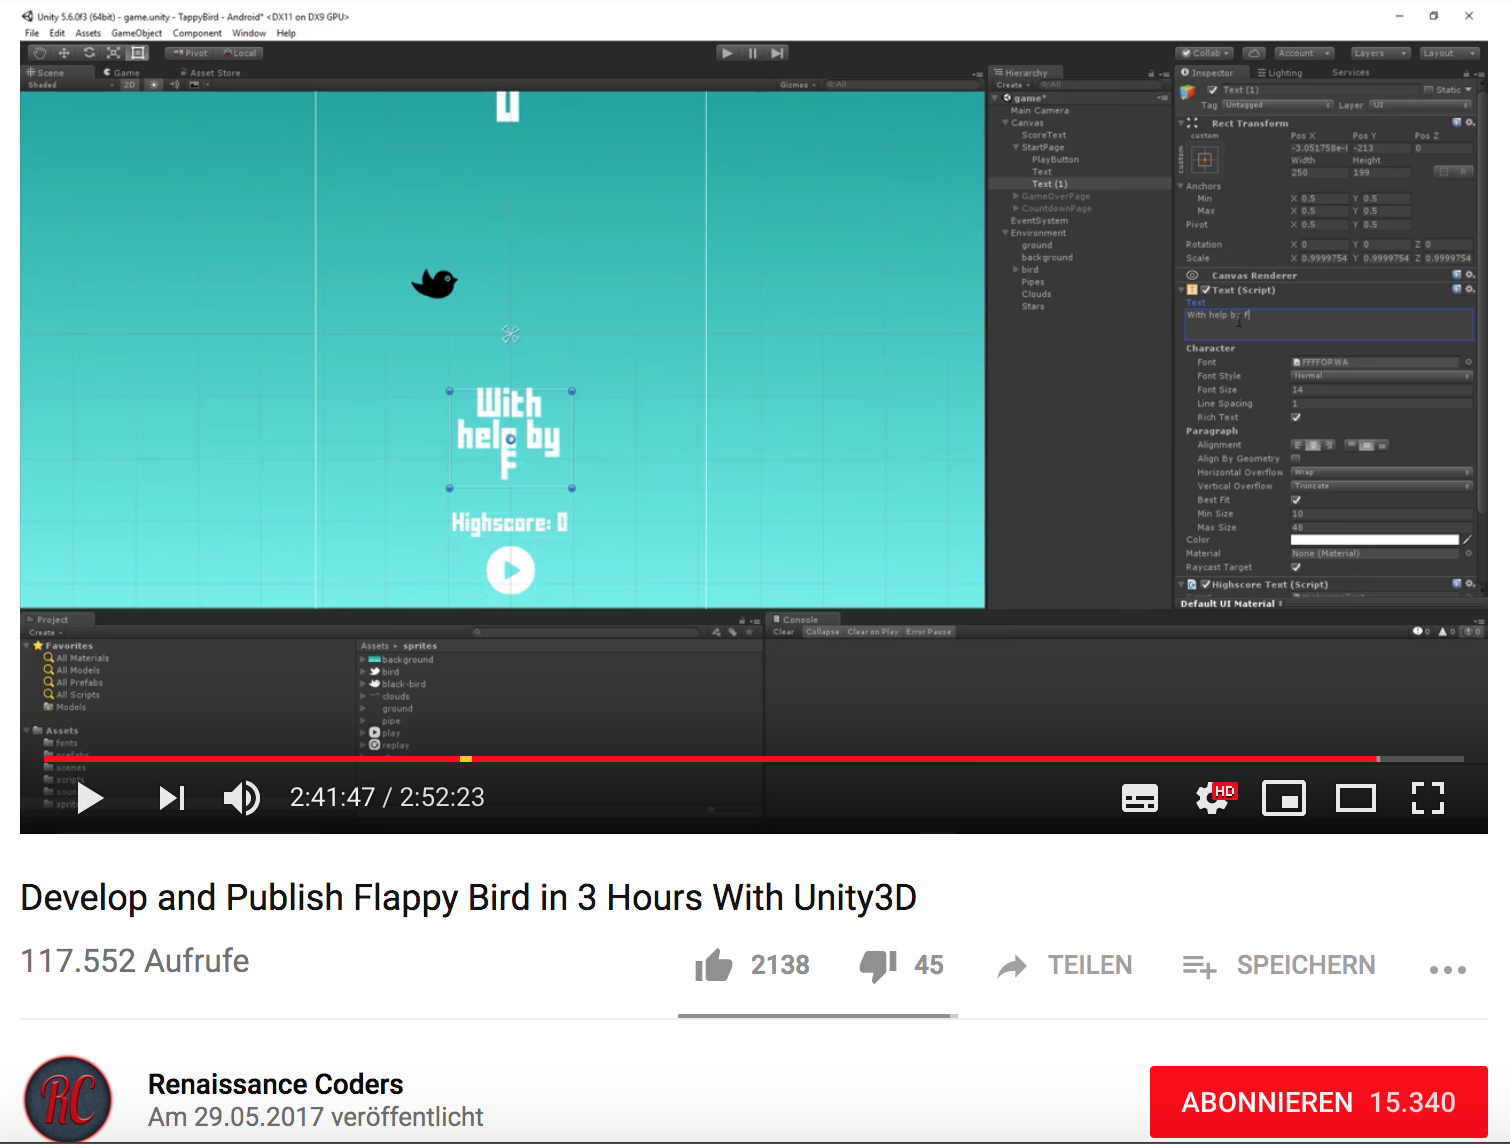 Unity 5.6.0f3 (64bit) - game.unity - TappyBird - Android* <DX11 on DX9 GPU>
File Edit Assets GameObject Component Window Help
Pivot Local
Collab Account Layers Layout
Scene Game Asset Store
Shaded 2D Gizmos All
0
With
help by
F
Highscore: 0
Hierarchy
Create All
game*
Main Camera
Canvas
ScoreText
StartPage
PlayButton
Text
Text (1)
GameOverPage
CountdownPage
EventSystem
Environment
ground
background
bird
Pipes
Clouds
Stars
Inspector Lighting Services
Text (1) Static
Tag Untagged Layer UI
Rect Transform
custom Pos X Pos Y Pos Z
custom
-3.051758e-( -213 0
Width Height
250 199
R
Anchors
Min X 0.5 Y 0.5
Max X 0.5 Y 0.5
Pivot X 0.5 Y 0.5
Rotation X 0 Y 0 Z 0
Scale X 0.9999754 Y 0.9999754 Z 0.9999754
Canvas Renderer
Text (Script)
Text
With help by F
Character
Font FFFFORWA
Font Style Normal
Font Size 14
Line Spacing 1
Rich Text
Paragraph
Alignment
Align By Geometry
Horizontal Overflow Wrap
Vertical Overflow Truncate
Best Fit
Min Size 10
Max Size 48
Color
Material None (Material)
Raycast Target
Highscore Text (Script)
Default UI Material
Project
Create
Favorites
All Materials
All Models
All Prefabs
All Scripts
Models
Assets
fonts
prefabs
scenes
scripts
Assets sprites
background
bird
black-bird
clouds
ground
pipe
play
replay
Console
Clear Collapse Clear on Play Error Pause
0 0 0
2:41:47 / 2:52:23
HD
Develop and Publish Flappy Bird in 3 Hours With Unity3D
117.552 Aufrufe
2138 45 TEILEN SPEICHERN
RC
Renaissance Coders
Am 29.05.2017 veröffentlicht
ABONNIEREN 15.340